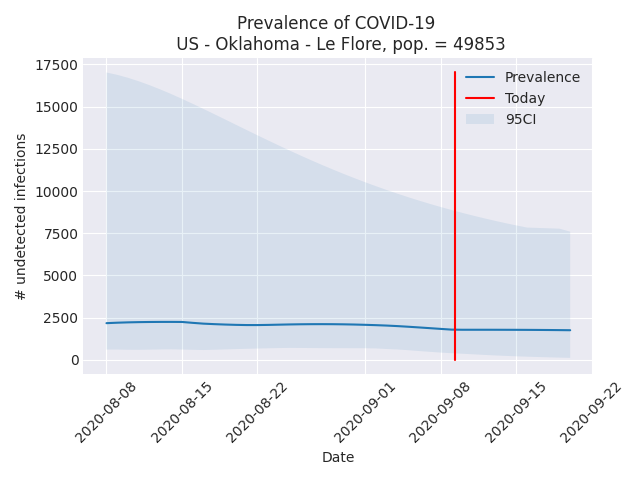 Prevalence of COVID-19
US - Oklahoma - Le Flore, pop. = 49853
17500
15000
12500
10000
7500
5000
2500
0
# undetected infections
Prevalence
Today
95CI
2020-08-08
2020-08-15
2020-08-22
2020-09-01
2020-09-08
2020-09-15
2020-09-22
Date